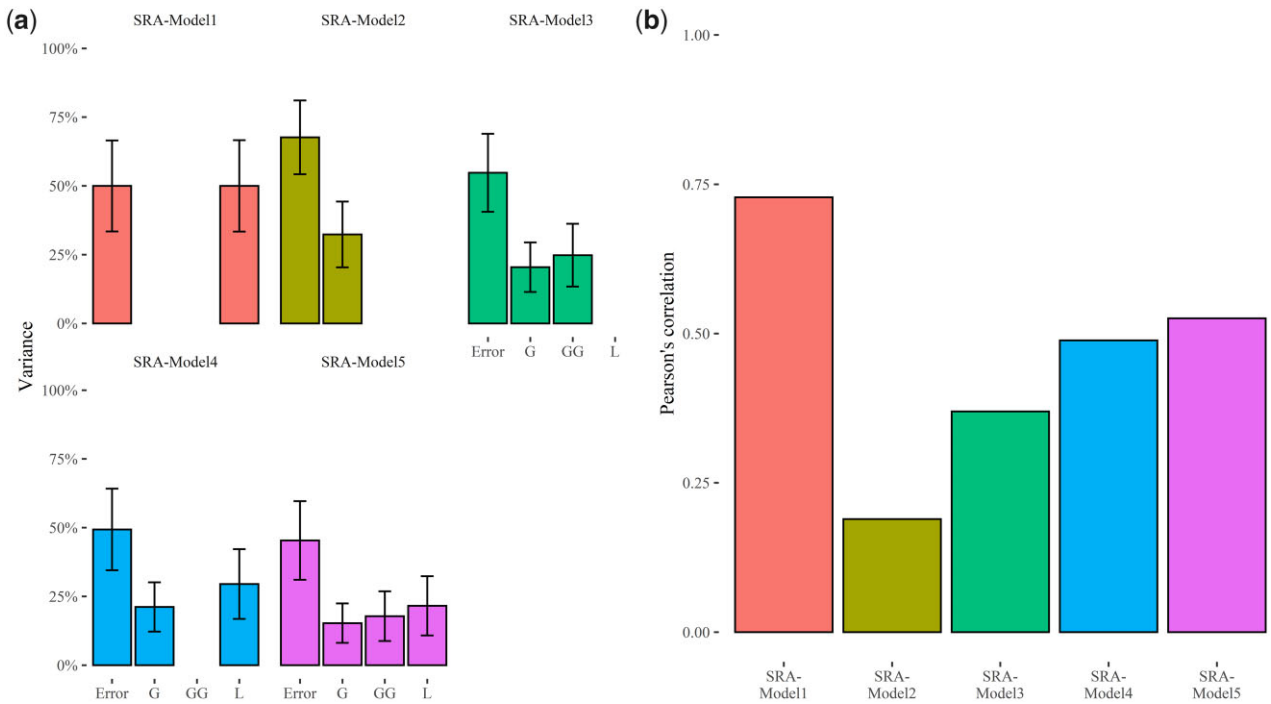 (a)
SRA-Model1
SRA-Model2
SRA-Model3
100%
75%
50%
25%
0%
Error
G
GG
L
Variance
SRA-Model4
SRA-Model5
100%
75%
50%
25%
0%
Error
G
GG
L
Error
G
GG
L
(b)
1.00
0.75
0.50
0.25
0.00
Pearson's correlation
SRA-
Model1
SRA-
Model2
SRA-
Model3
SRA-
Model4
SRA-
Model5